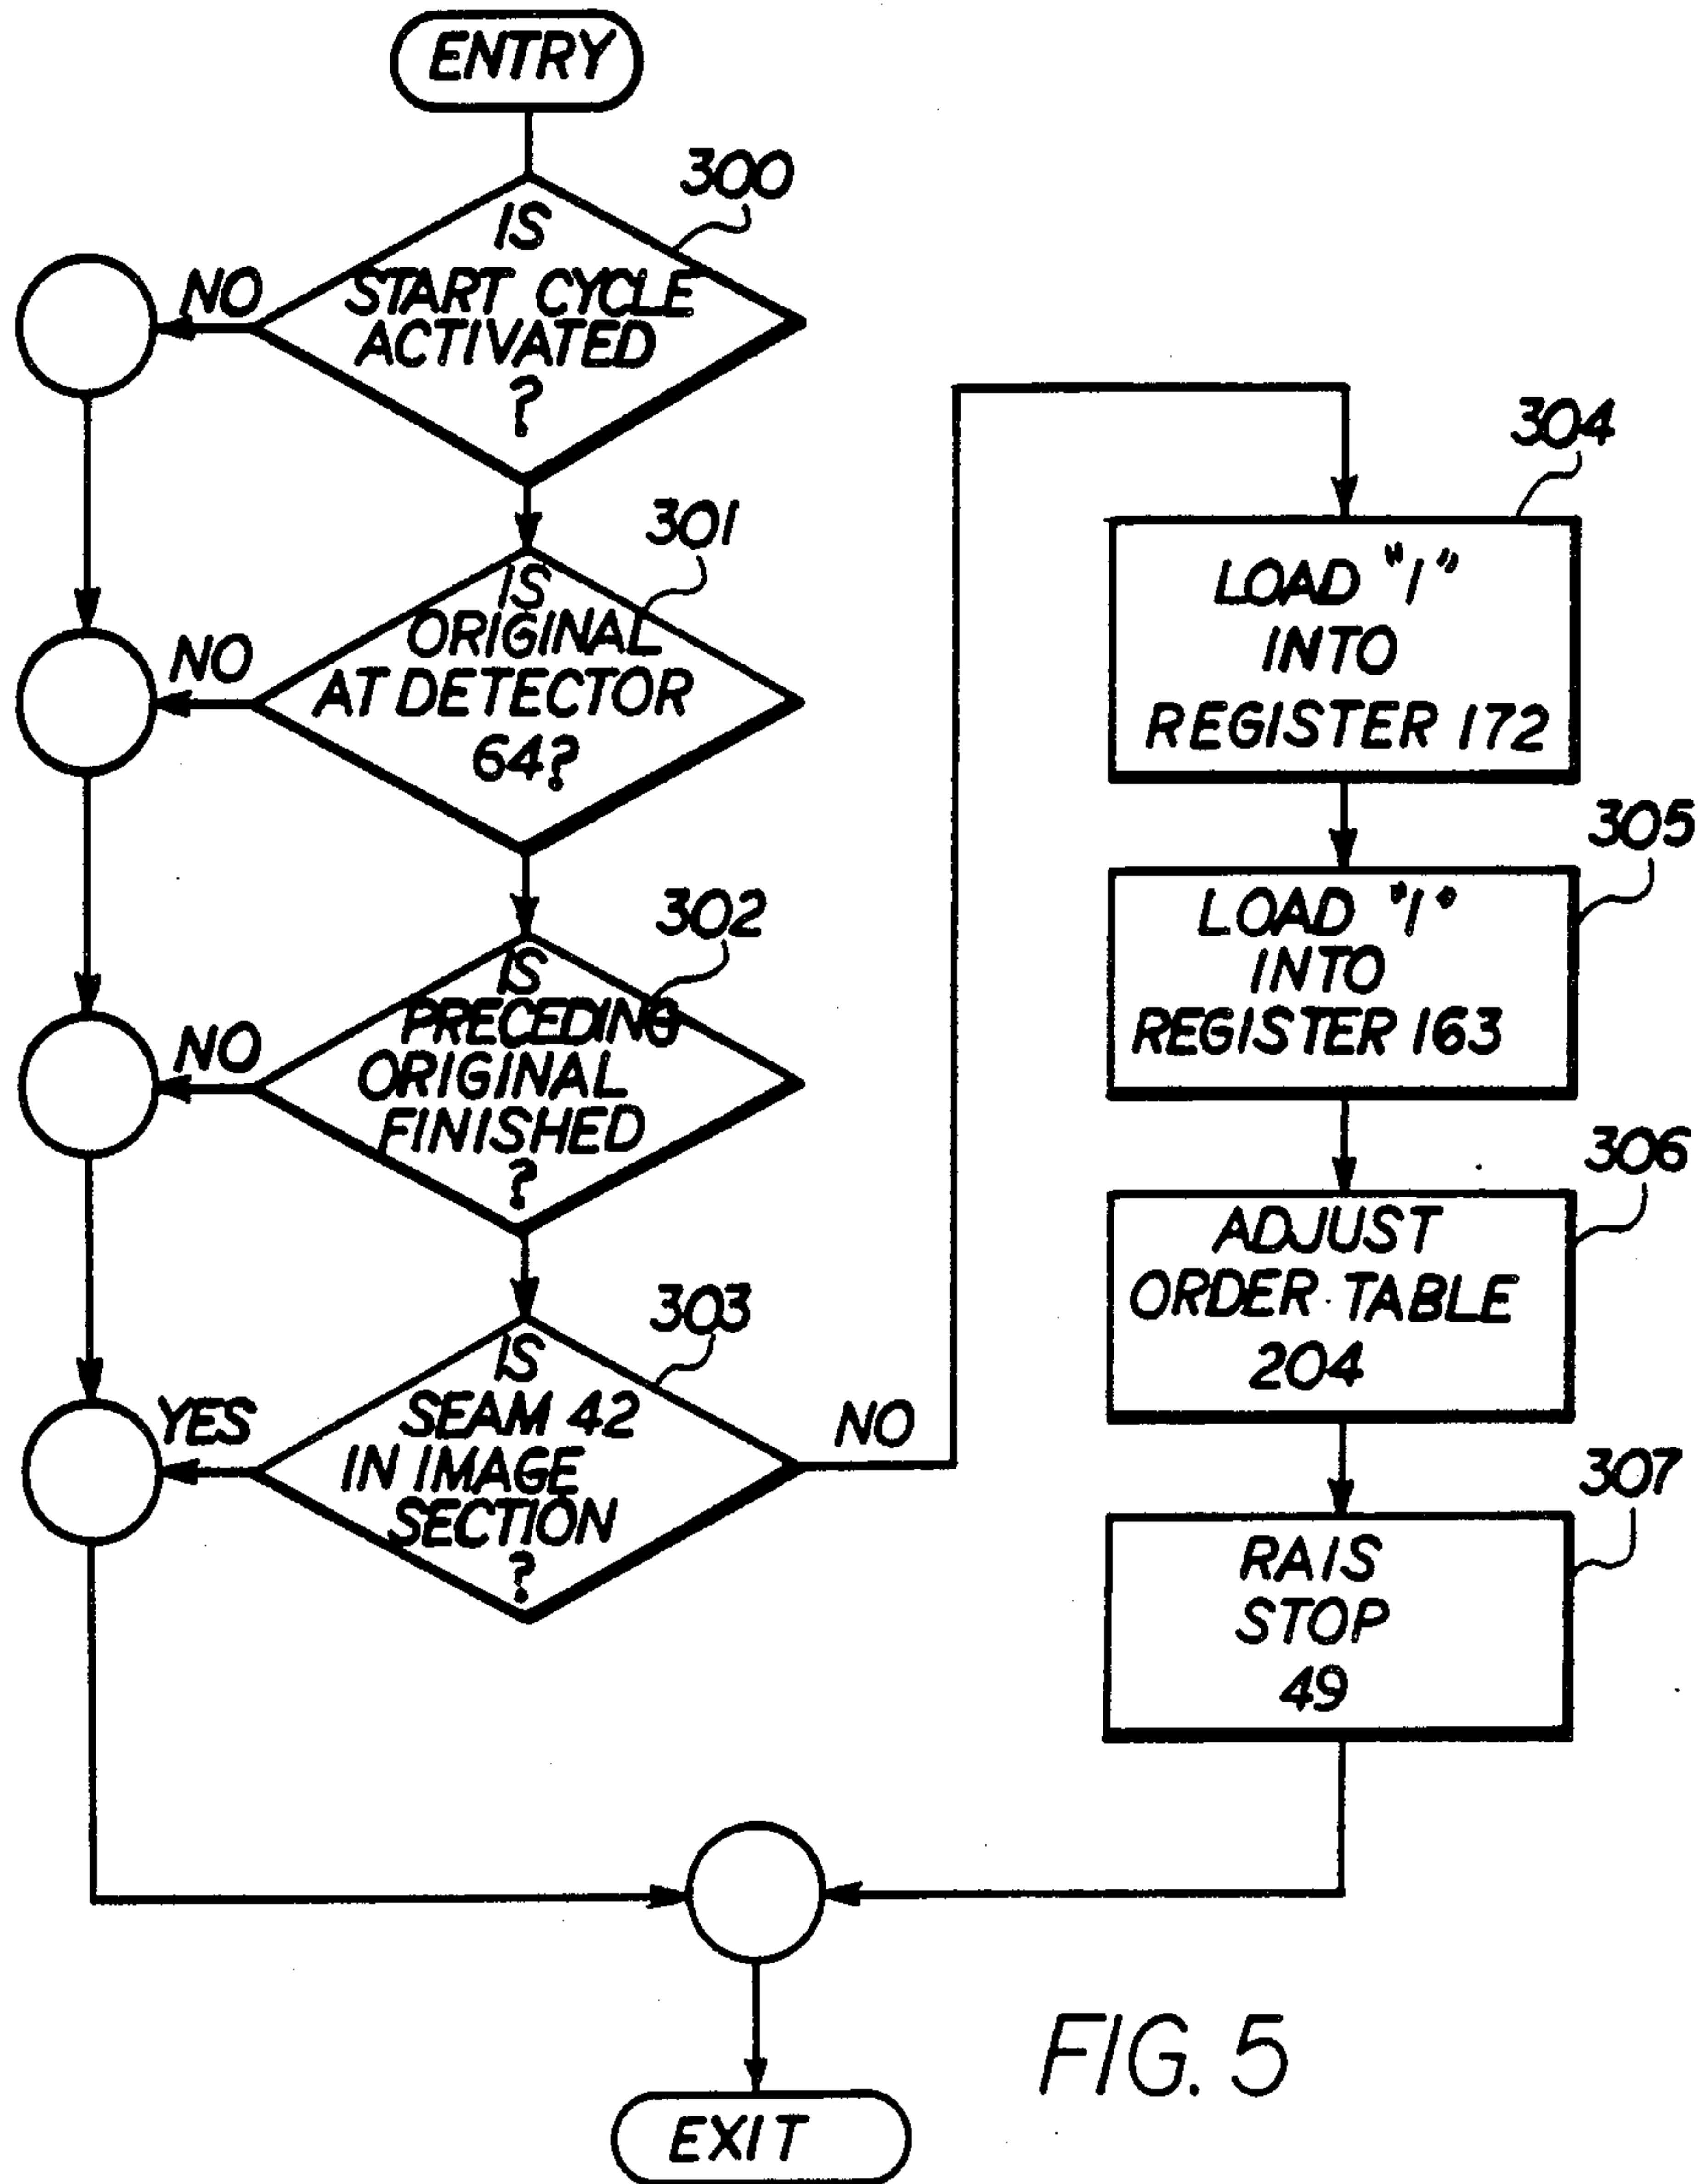 ENTRY
300
IS
START CYCLE
ACTIVATED
?
NO
301
IS
ORIGINAL
AT DETECTOR
64?
NO
302
IS
PRECEDING
ORIGINAL
FINISHED
?
NO
303
IS
SEAM 42
IN IMAGE
SECTION
?
YES
NO
304
LOAD "1"
INTO
REGISTER 172
305
LOAD "1"
INTO
REGISTER 163
306
ADJUST
ORDER TABLE
204
307
RAIS
STOP
49
EXIT
FIG. 5